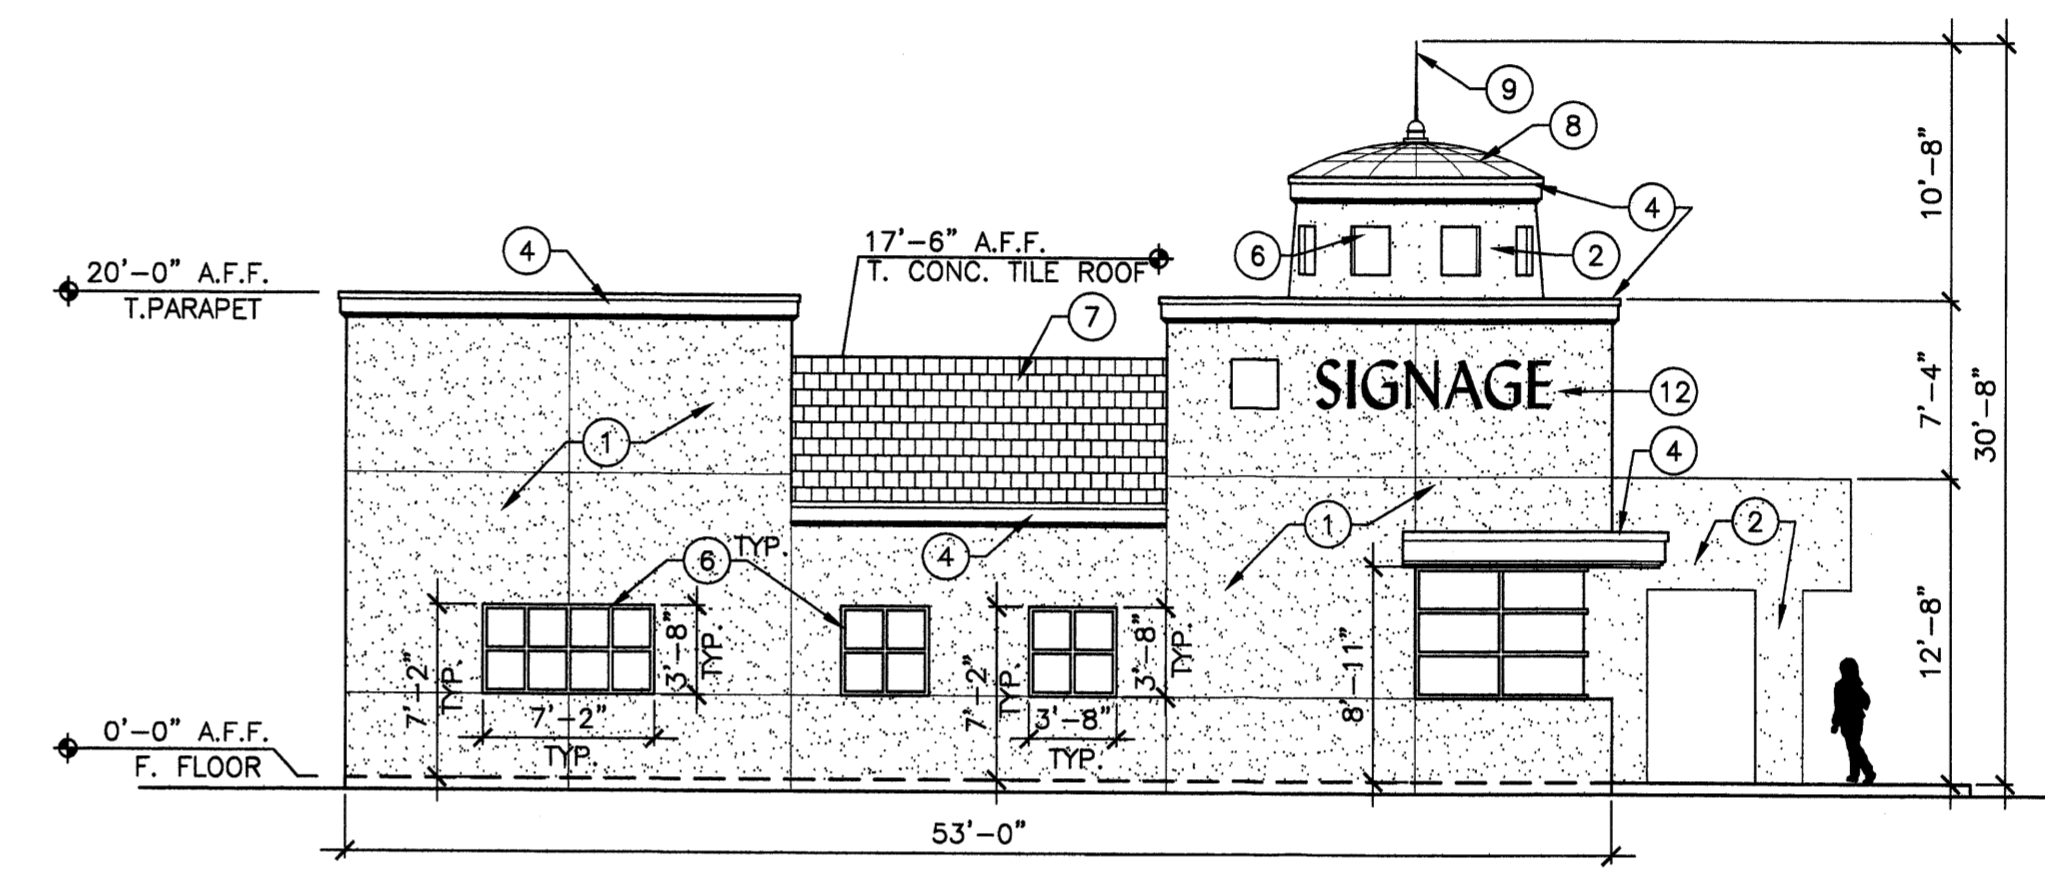 9
8
4
10'-8"
6
2
17'-6" A.F.F.
T. CONC. TILE ROOF
4
20'-0" A.F.F.
T.PARAPET
7
SIGNAGE
12
7'-4"
30'-8"
1
4
1
2
6
TYP.
4
3'-8"
TYP.
7'-2"
TYP.
7'-2"
TYP.
3'-8"
TYP.
7'-2"
TYP.
3'-8"
TYP.
8'-11"
12'-8"
0'-0" A.F.F.
F. FLOOR
53'-0"